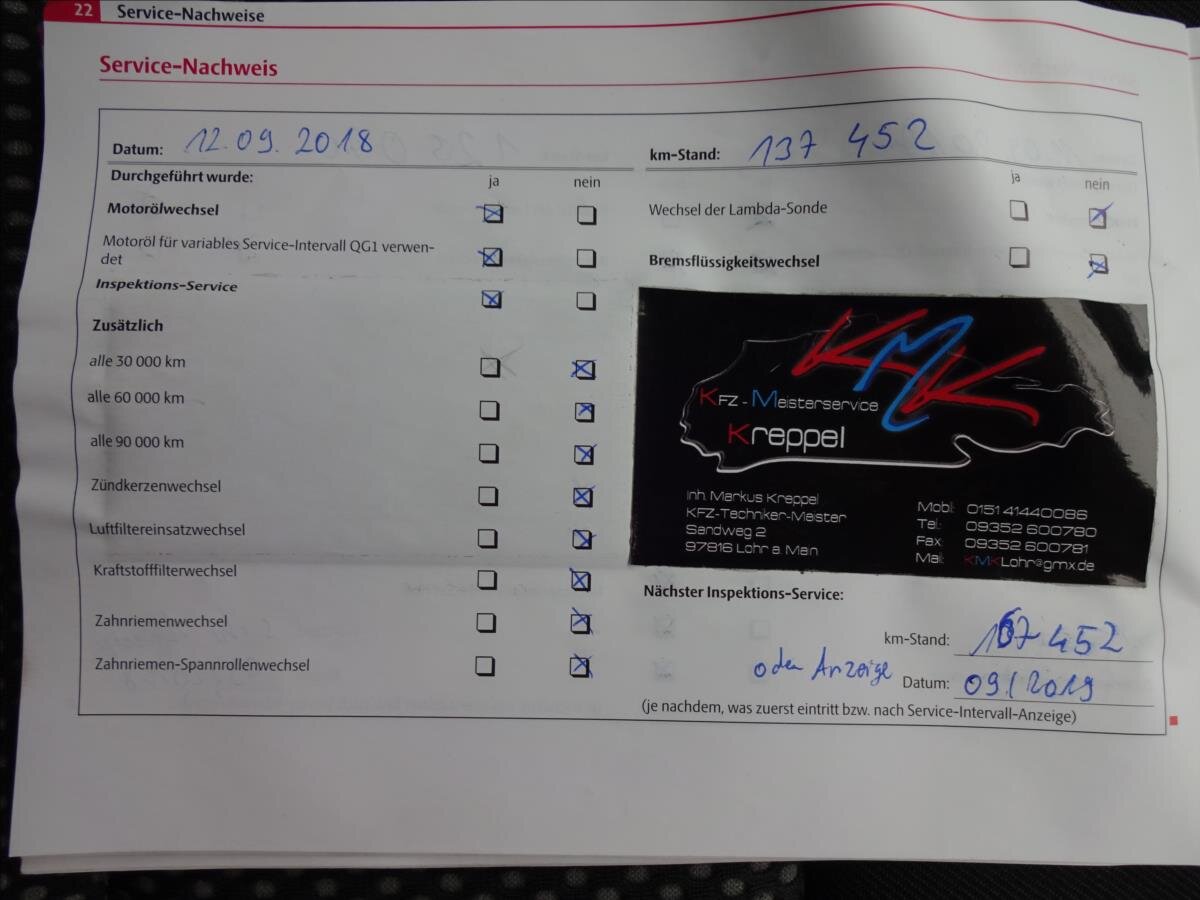 22 Service-Nachweise
Service-Nachweis
Datum: 12.09.2018
Durchgeführt wurde: ja nein
Motorölwechsel
Motoröl für variables Service-Intervall QG1 verwen-
det
Inspektions-Service
Zusätzlich
alle 30 000 km
alle 60 000 km
alle 90 000 km
Zündkerzenwechsel
Luftfiltereinsatzwechsel
Kraftstofffilterwechsel
Zahnriemenwechsel
Zahnriemen-Spannrollenwechsel
km-Stand: 137 452
ja nein
Wechsel der Lambda-Sonde
Bremsflüssigkeitswechsel
KMK
KFZ - Meisterservice
Kreppel
Inh. Markus Kreppel
KFZ-Techniker-Meister
Sandweg 2
97816 Lohr a. Main
Mobil: 0151 41440086
Tel.: 09352 600780
Fax: 09352 600781
Mail: KMKLohr@gmx.de
Nächster Inspektions-Service:
km-Stand: 167 452
oder Anzeige Datum: 09/2019
(je nachdem, was zuerst eintritt bzw. nach Service-Intervall-Anzeige)